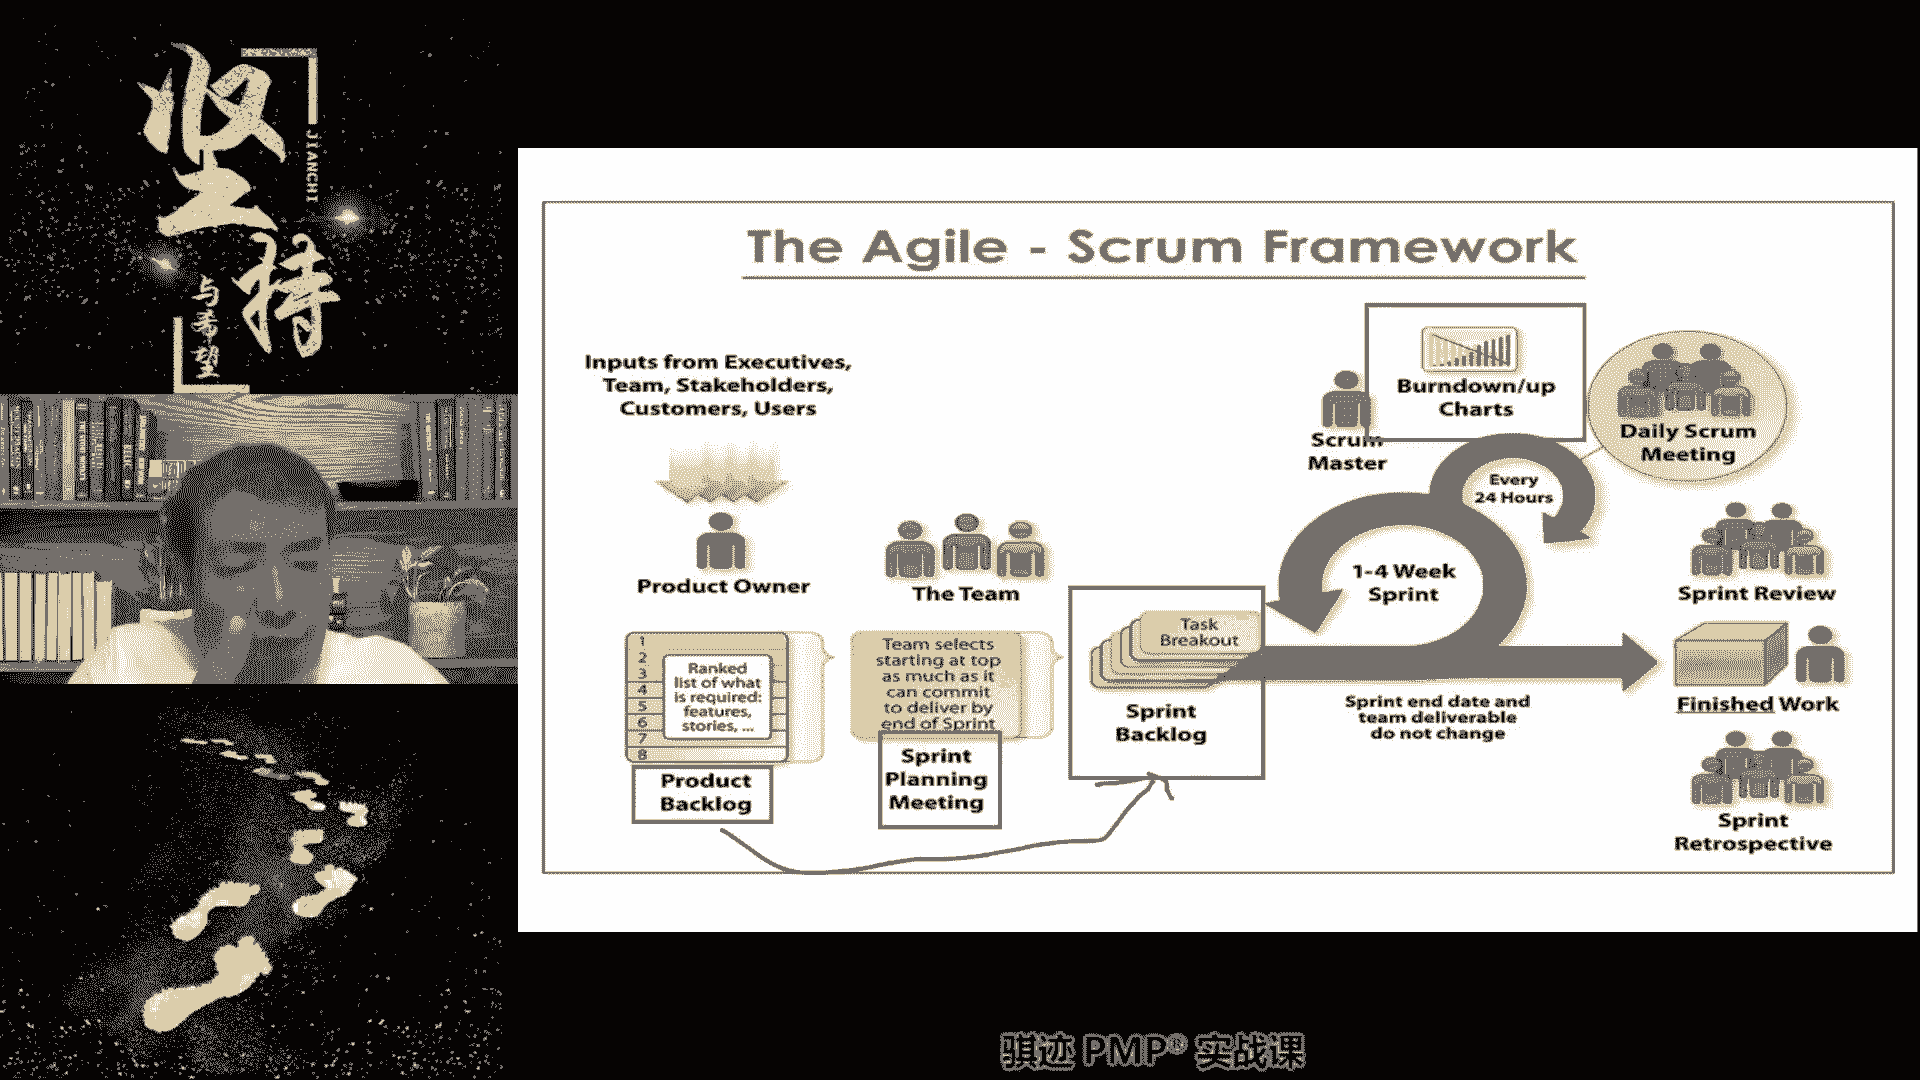 坚持
JIANCHI
与希望
The Agile - Scrum Framework
Inputs from Executives,
Team, Stakeholders,
Customers, Users
Product Owner
The Team
1
2
3
4
5
6
7
8
Ranked
list of what
is required:
features,
stories, ...
Product
Backlog
Team selects
starting at top
as much as it
can commit
to deliver by
end of Sprint
Sprint
Planning
Meeting
Task
Breakout
Sprint
Backlog
Scrum
Master
Burndown/up
Charts
Daily Scrum
Meeting
Every
24 Hours
1-4 Week
Sprint
Sprint end date and
team deliverable
do not change
Sprint Review
Finished Work
Sprint
Retrospective
骐迹 PMP® 实战课